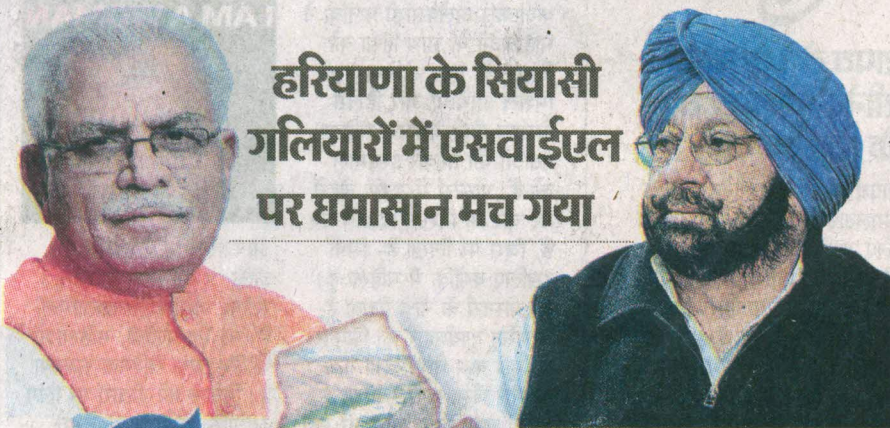 हरियाणा के सियासी
गलियारों में एसवाईएल
पर घमासान मच गया